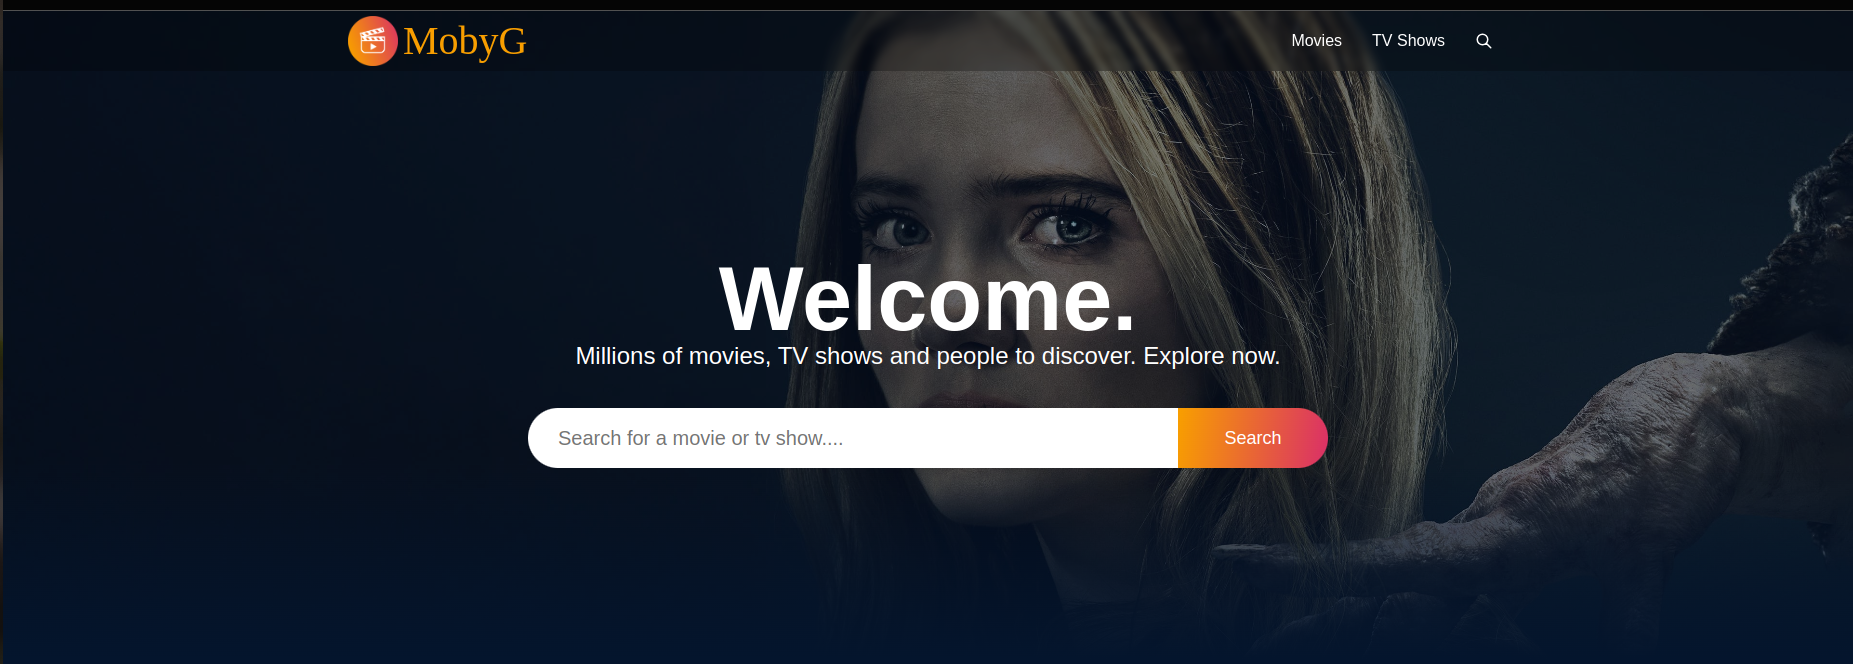 MobyG
Movies
TV Shows
Welcome.
Millions of movies, TV shows and people to discover. Explore now.
Search for a movie or tv show....
Search